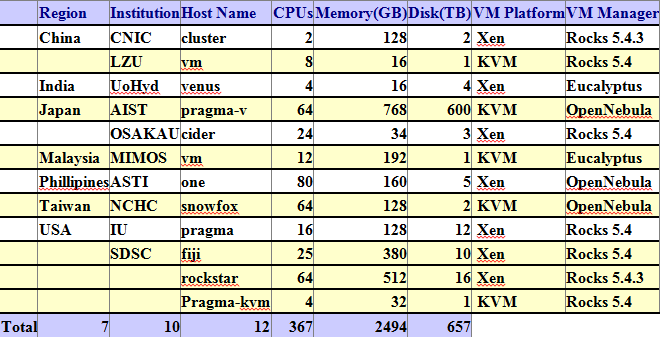 Region Institution Host Name CPUs Memory(GB) Disk(TB) VM Platform VM Manager
China CNIC cluster 2 128 2 Xen Rocks 5.4.3
LZU vm 8 16 1 KVM Rocks 5.4
India UoHyd venus 4 16 4 Xen Eucalyptus
Japan AIST pragma-v 64 768 600 KVM OpenNebula
OSAKAU cider 24 34 3 Xen Rocks 5.4
Malaysia MIMOS vm 12 192 1 KVM Eucalyptus
Phillipines ASTI one 80 160 5 Xen OpenNebula
Taiwan NCHC snowfox 64 128 2 KVM OpenNebula
USA IU pragma 16 128 12 Xen Rocks 5.4
SDSC fiji 25 380 10 Xen Rocks 5.4
rockstar 64 512 16 Xen Rocks 5.4.3
Pragma-kvm 4 32 1 KVM Rocks 5.4
Total 7 10 12 367 2494 657